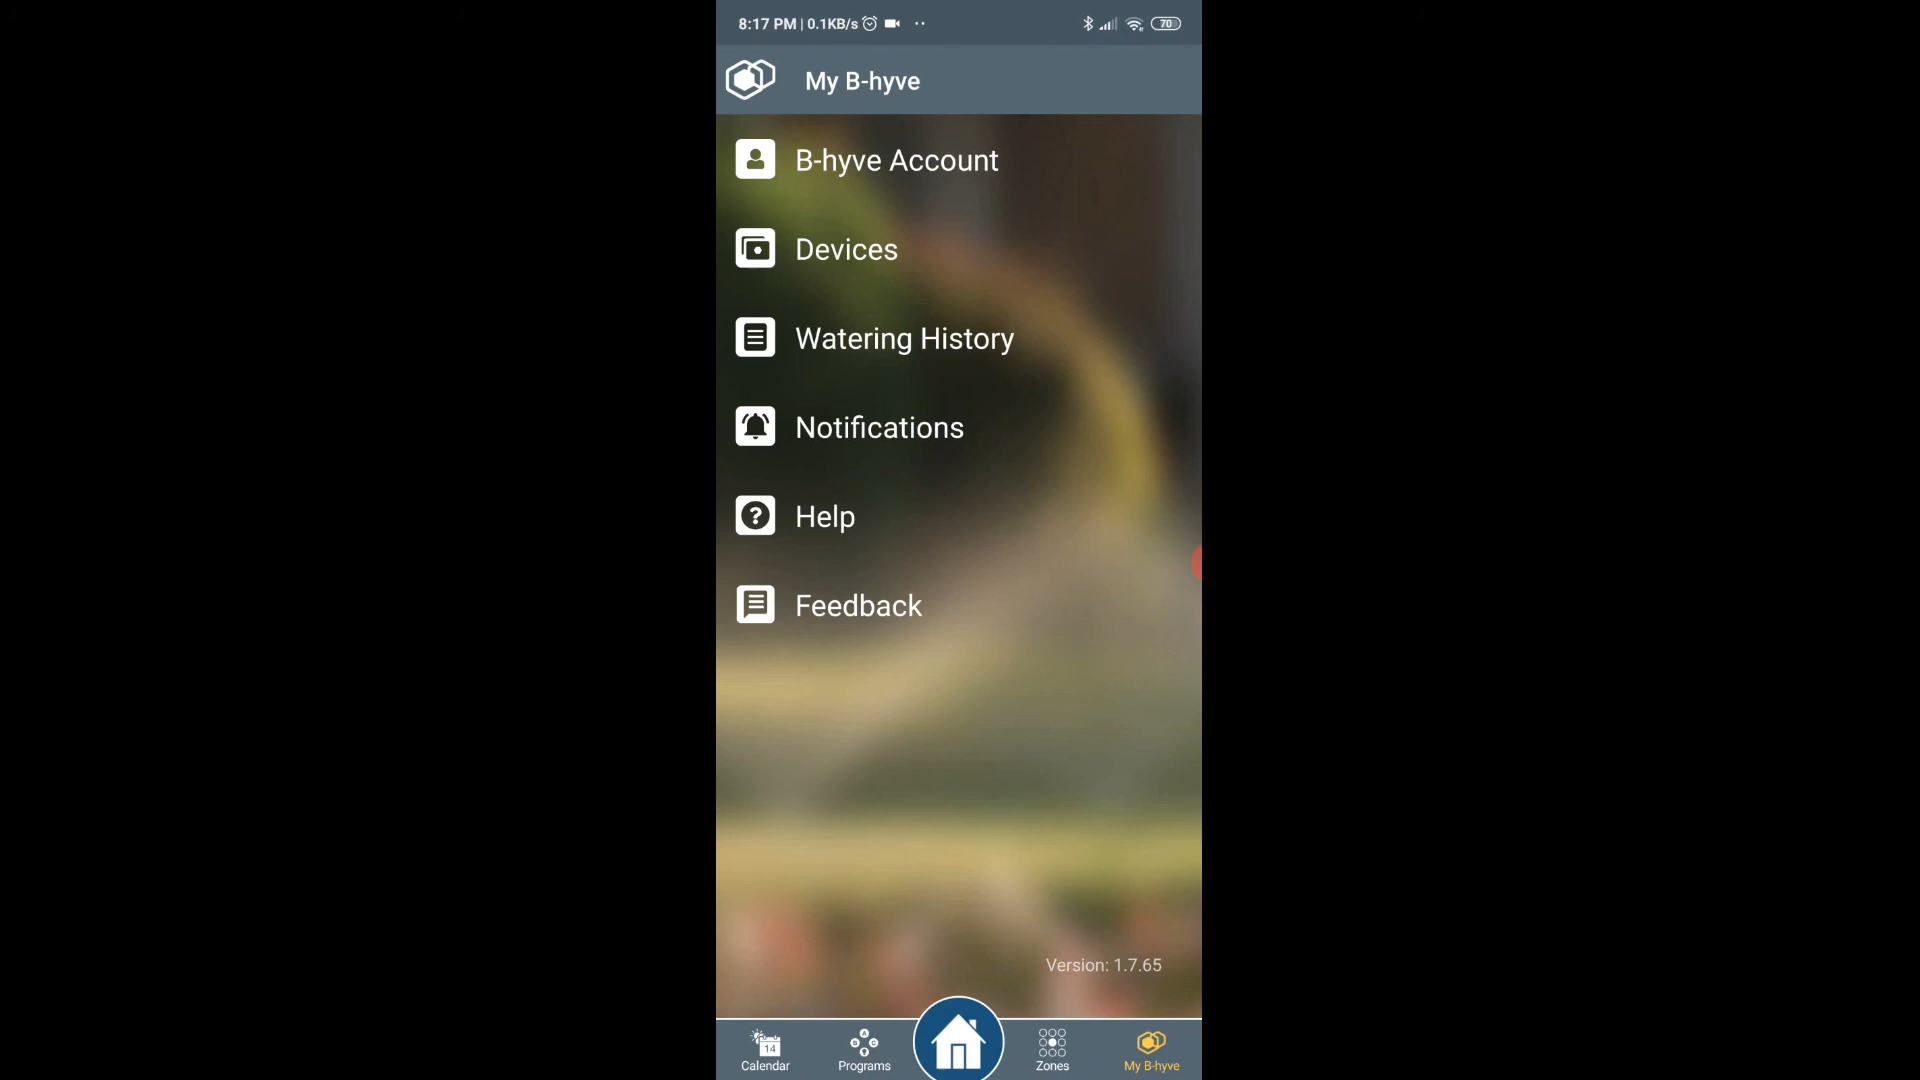 8:17 PM | 0.1KB/s
70
My B-hyve
B-hyve Account
Devices
Watering History
Notifications
? Help
Feedback
Version: 1.7.65
14
A
B C
Calendar
Programs
Zones
My B-hyve